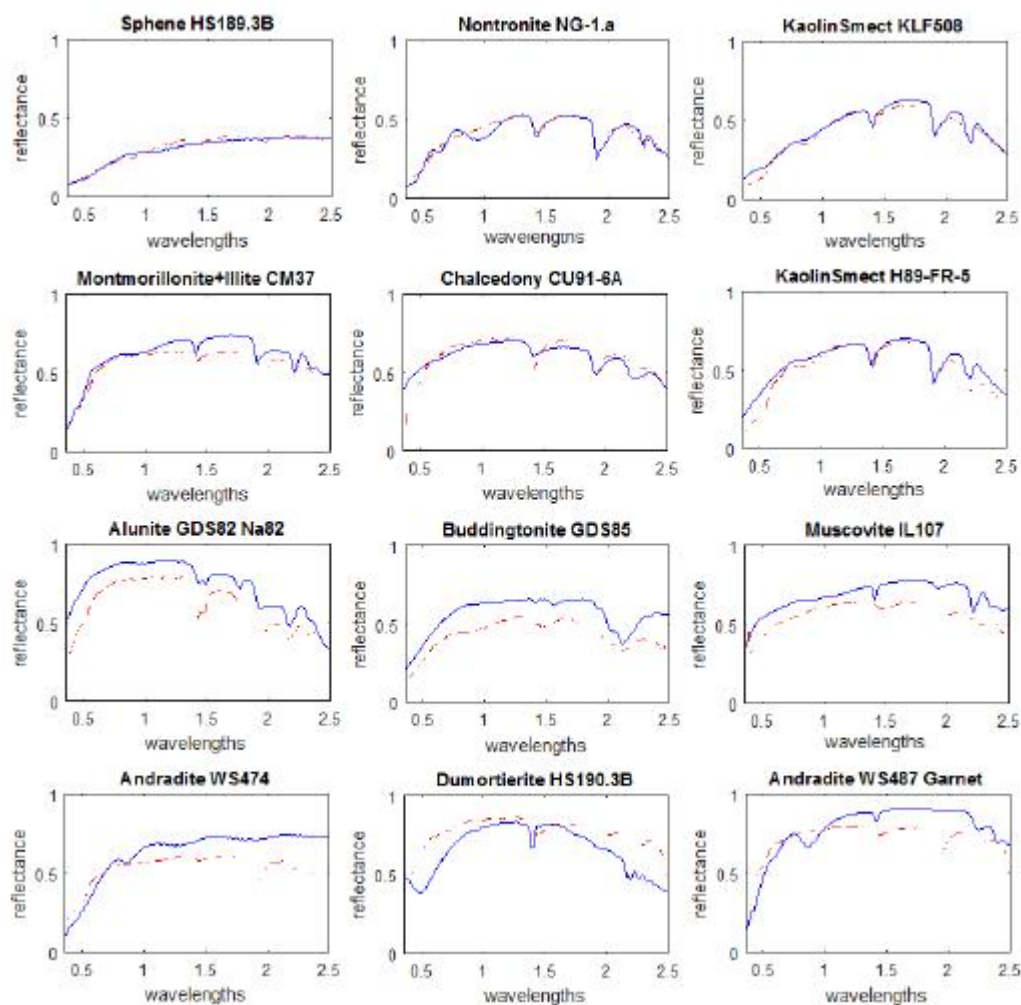 Sphene HS189.3B
1
reflectance
0.5
0
0.5 1 1.5 2 2.5
wavelengths
Nontronite NG-1.a
1
reflectance
0.5
0
0.5 1 1.5 2 2.5
wavelengths
KaolinSmect KLF508
1
reflectance
0.5
0
0.5 1 1.5 2 2.5
wavelengths
Montmorillonite+Illite CM37
1
reflectance
0.5
0
0.5 1 1.5 2 2.5
wavelengths
Chalcedony CU91-6A
1
reflectance
0.5
0
0.5 1 1.5 2 2.5
wavelengths
KaolinSmect H89-FR-5
1
reflectance
0.5
0
0.5 1 1.5 2 2.5
wavelengths
Alunite GDS82 Na82
1
reflectance
0.5
0
0.5 1 1.5 2 2.5
wavelengths
Buddingtonite GDS85
1
reflectance
0.5
0
0.5 1 1.5 2 2.5
wavelengths
Muscovite IL107
1
reflectance
0.5
0
0.5 1 1.5 2 2.5
wavelengths
Andradite WS474
1
reflectance
0.5
0
0.5 1 1.5 2 2.5
wavelengths
Dumortierite HS190.3B
1
reflectance
0.5
0
0.5 1 1.5 2 2.5
wavelengths
Andradite WS487 Garnet
1
reflectance
0.5
0
0.5 1 1.5 2 2.5
wavelengths